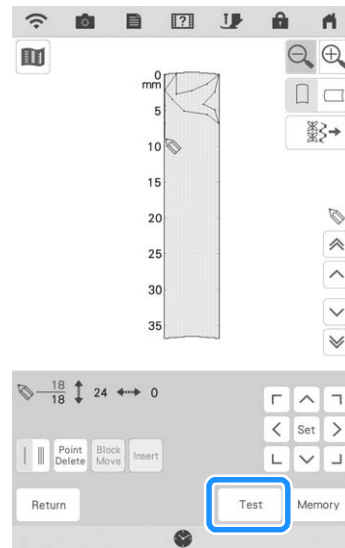 0
mm
5
10
15
20
25
30
35
18
18
24
0
Point
Delete
Block
Move
Insert
Set
Return
Test
Memory